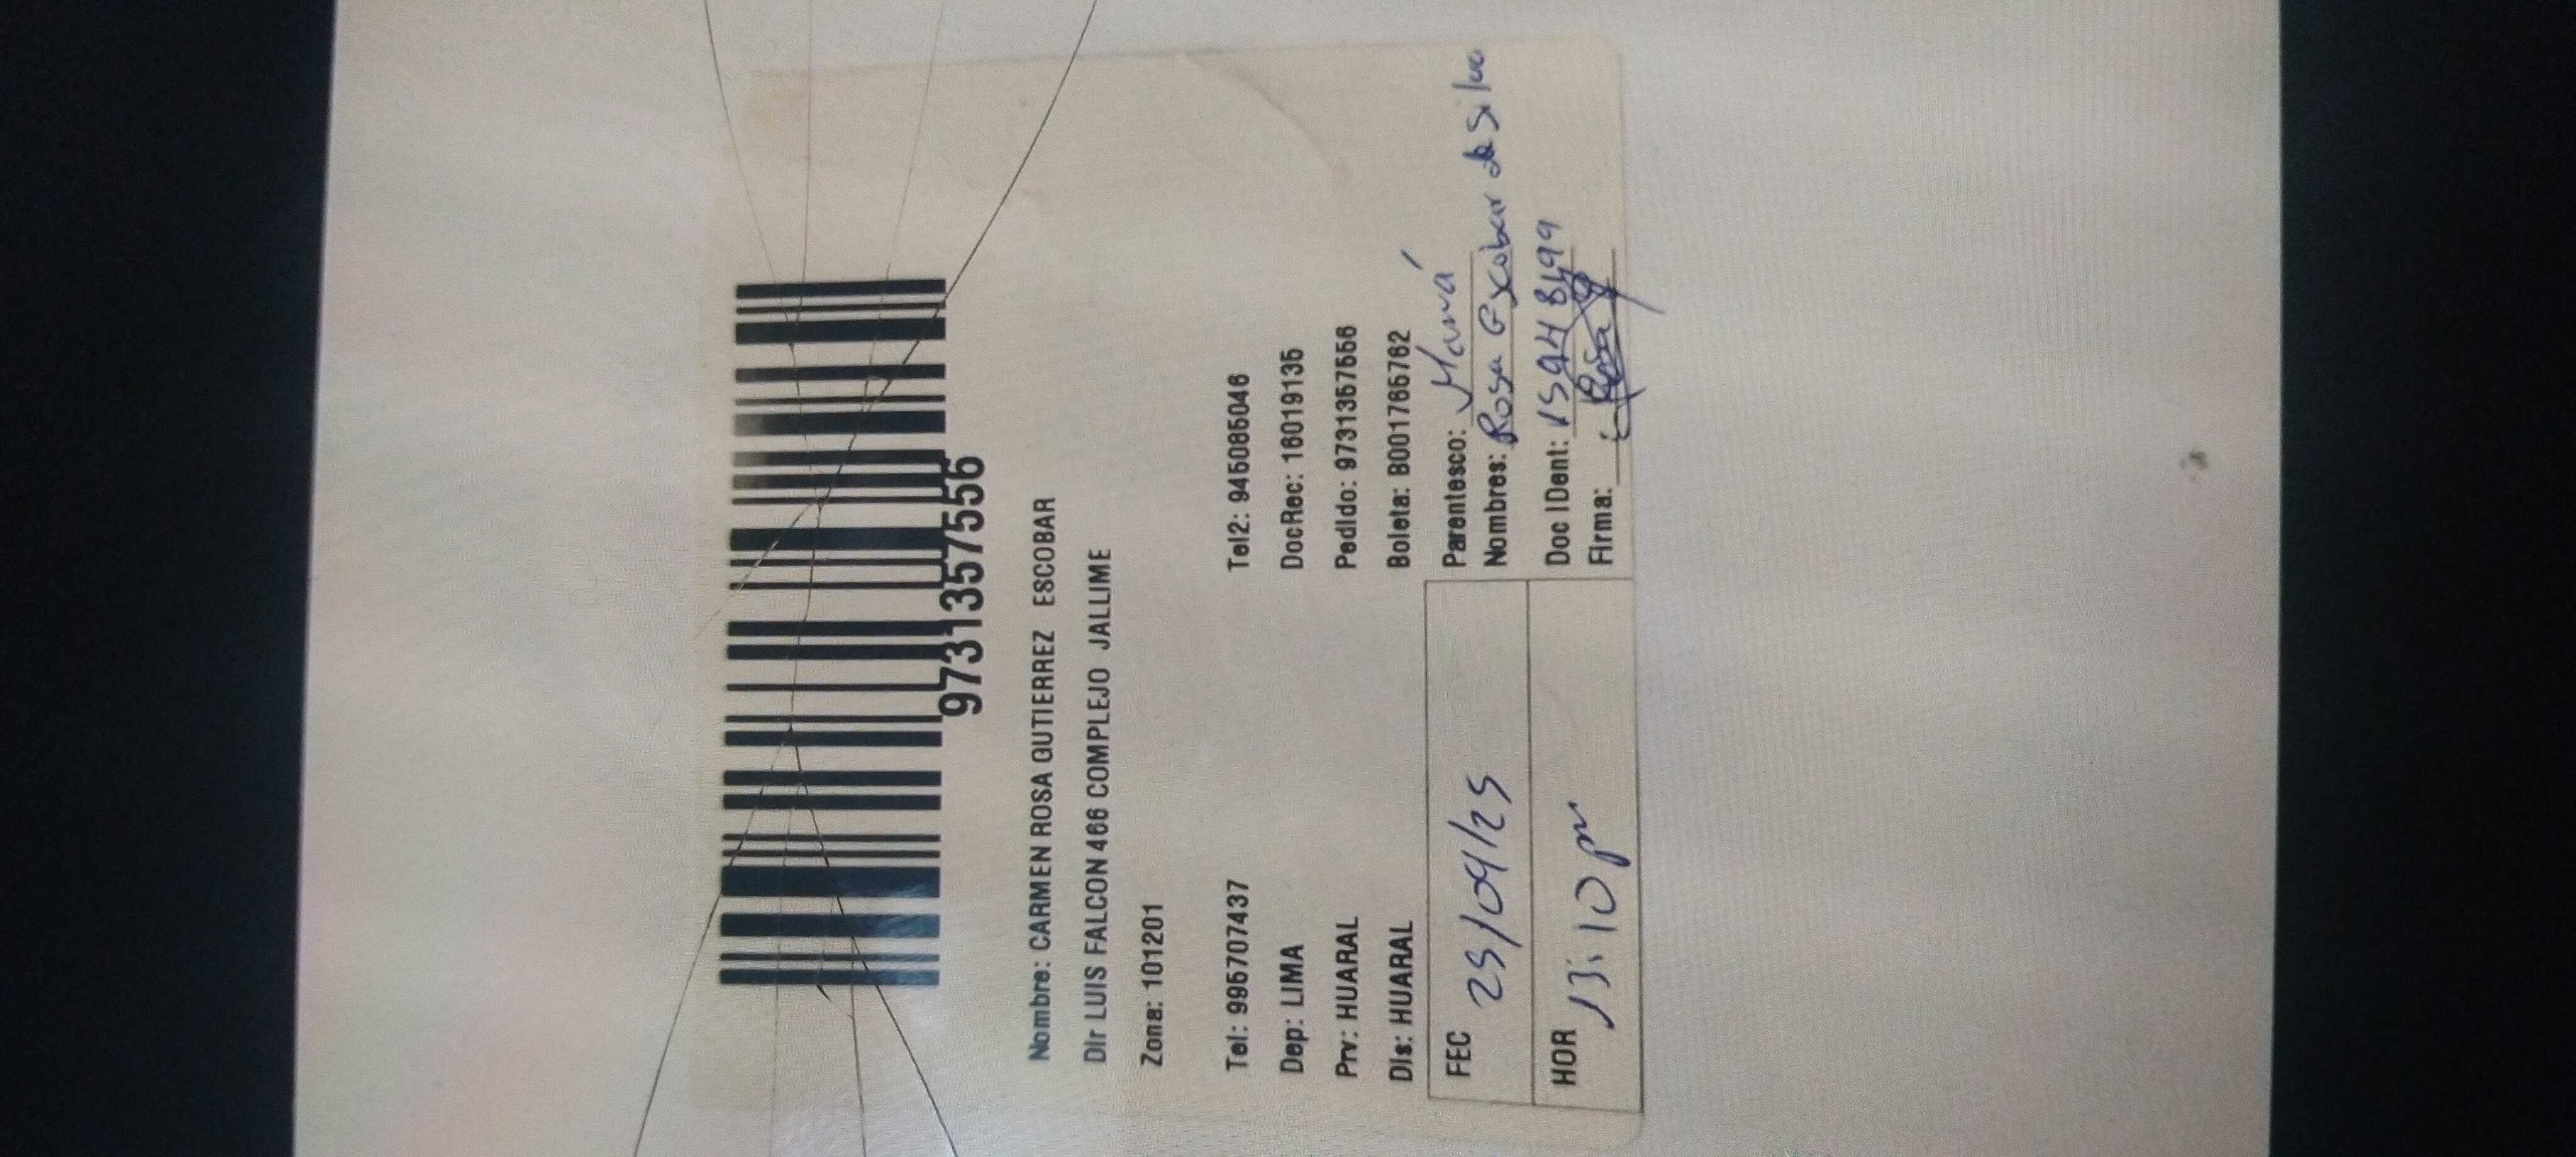 9731357556
Nombre: CARMEN ROSA GUTIERREZ ESCOBAR
Dir LUIS FALCON 466 COMPLEJO JALLIME
Zona: 101201
Tel: 995707437 Tel2: 945085046
Dep: LIMA DocRec: 16019135
Prv: HUARAL Pedido: 9731357556
Dis: HUARAL Boleta: B001765762
FEC 25/09/25 Parentesco: Mamá
Nombres: Rosa Escobar de Silva
HOR 13:10 pm Doc IDent: 15948499
Firma: Rosa